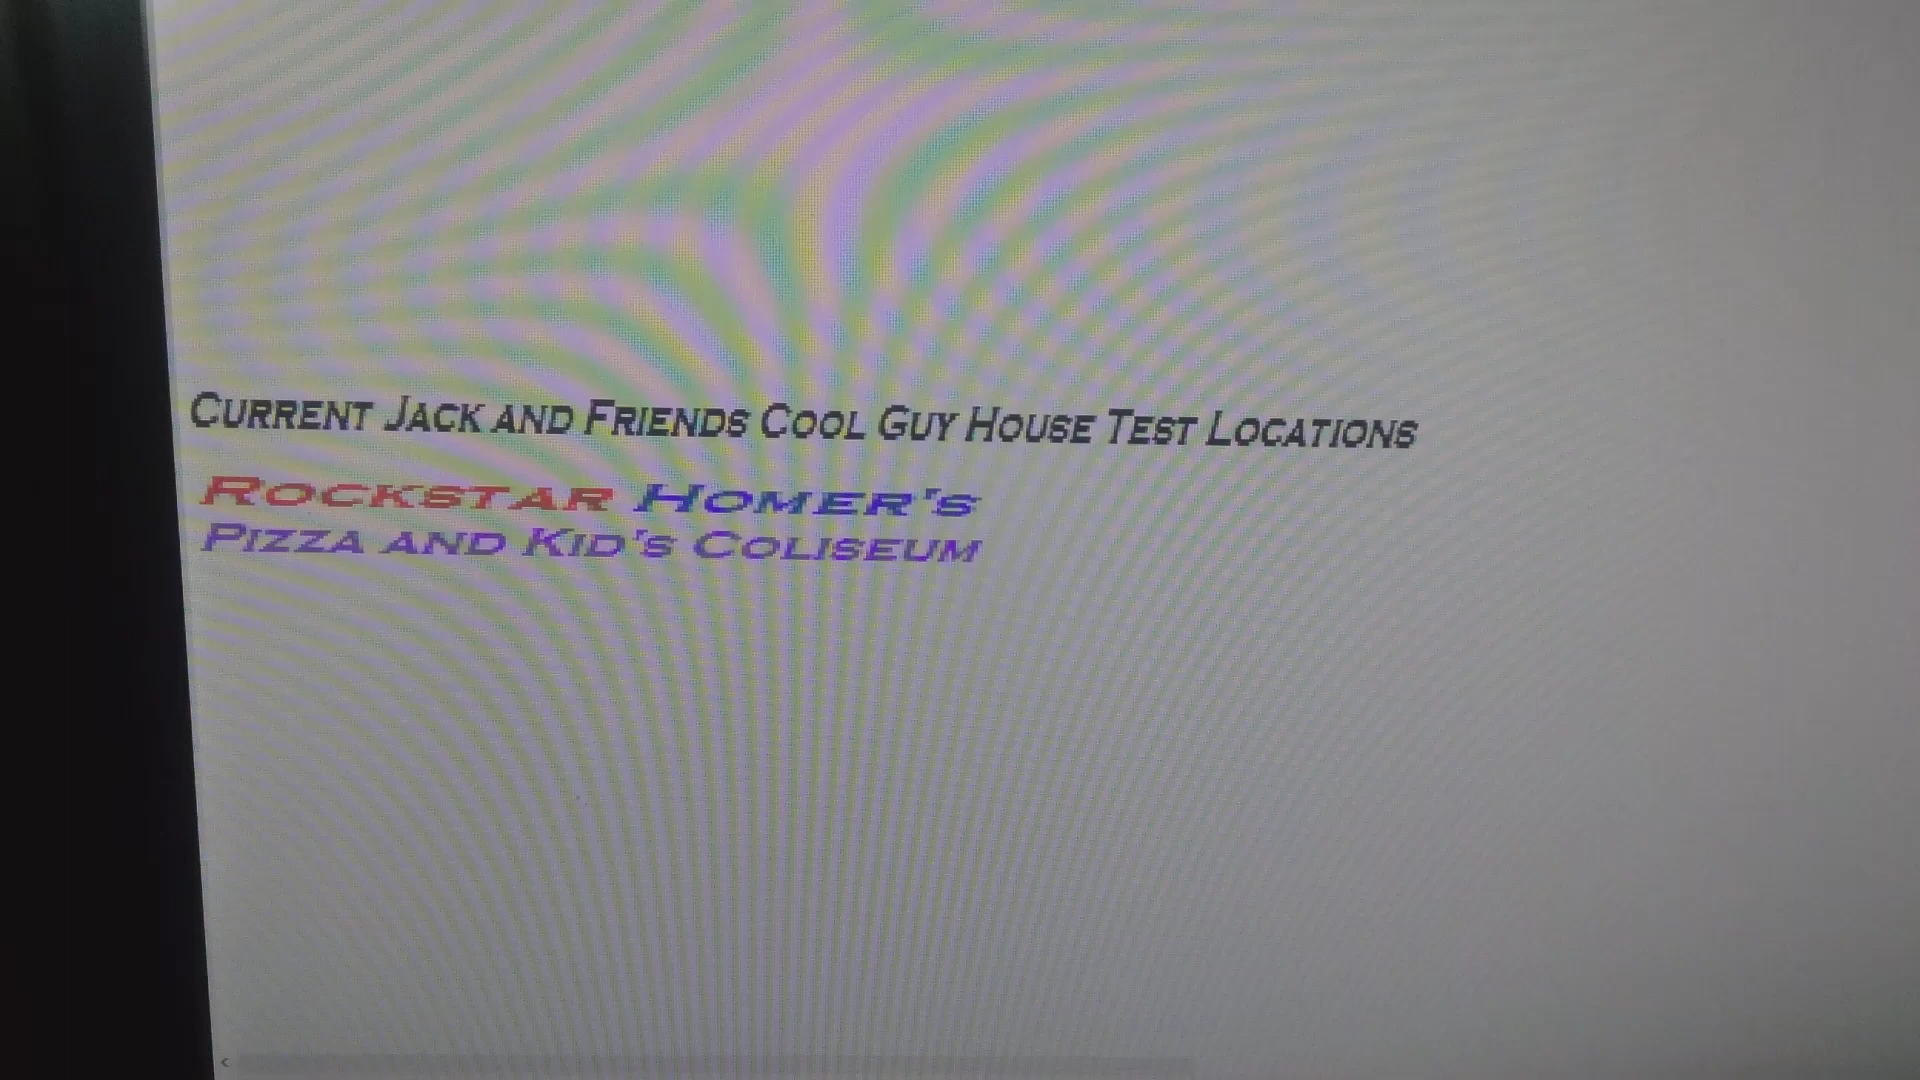 Current Jack and Friends Cool Guy House Test Locations
Rockstar Homer's
Pizza and Kid's Coliseum